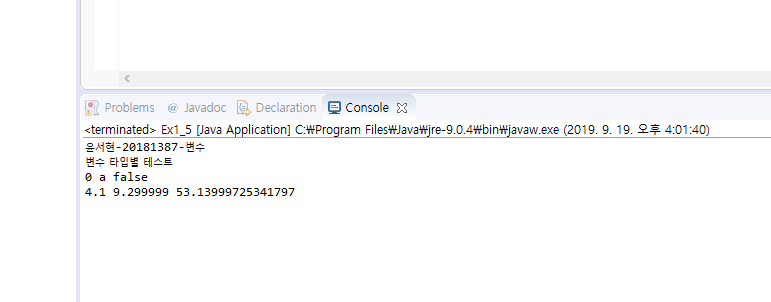 Problems @ Javadoc Declaration Console
<terminated> Ex1_5 [Java Application] C:₩Program Files₩Java₩jre-9.0.4₩bin₩javaw.exe (2019. 9. 19. 오후 4:01:40)
윤서현-20181387-변수
변수 타입별 테스트
0 a false
4.1 9.299999 53.13999725341797